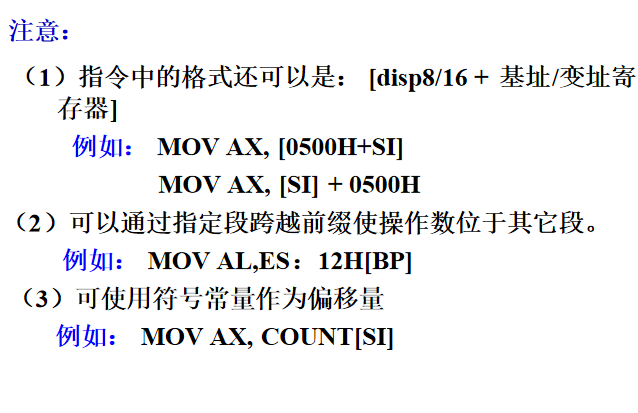 注意：
（1）指令中的格式还可以是： [disp8/16 + 基址/变址寄
存器]
例如： MOV AX, [0500H+SI]
MOV AX, [SI] + 0500H
（2）可以通过指定段跨越前缀使操作数位于其它段。
例如： MOV AL,ES：12H[BP]
（3）可使用符号常量作为偏移量
例如： MOV AX, COUNT[SI]